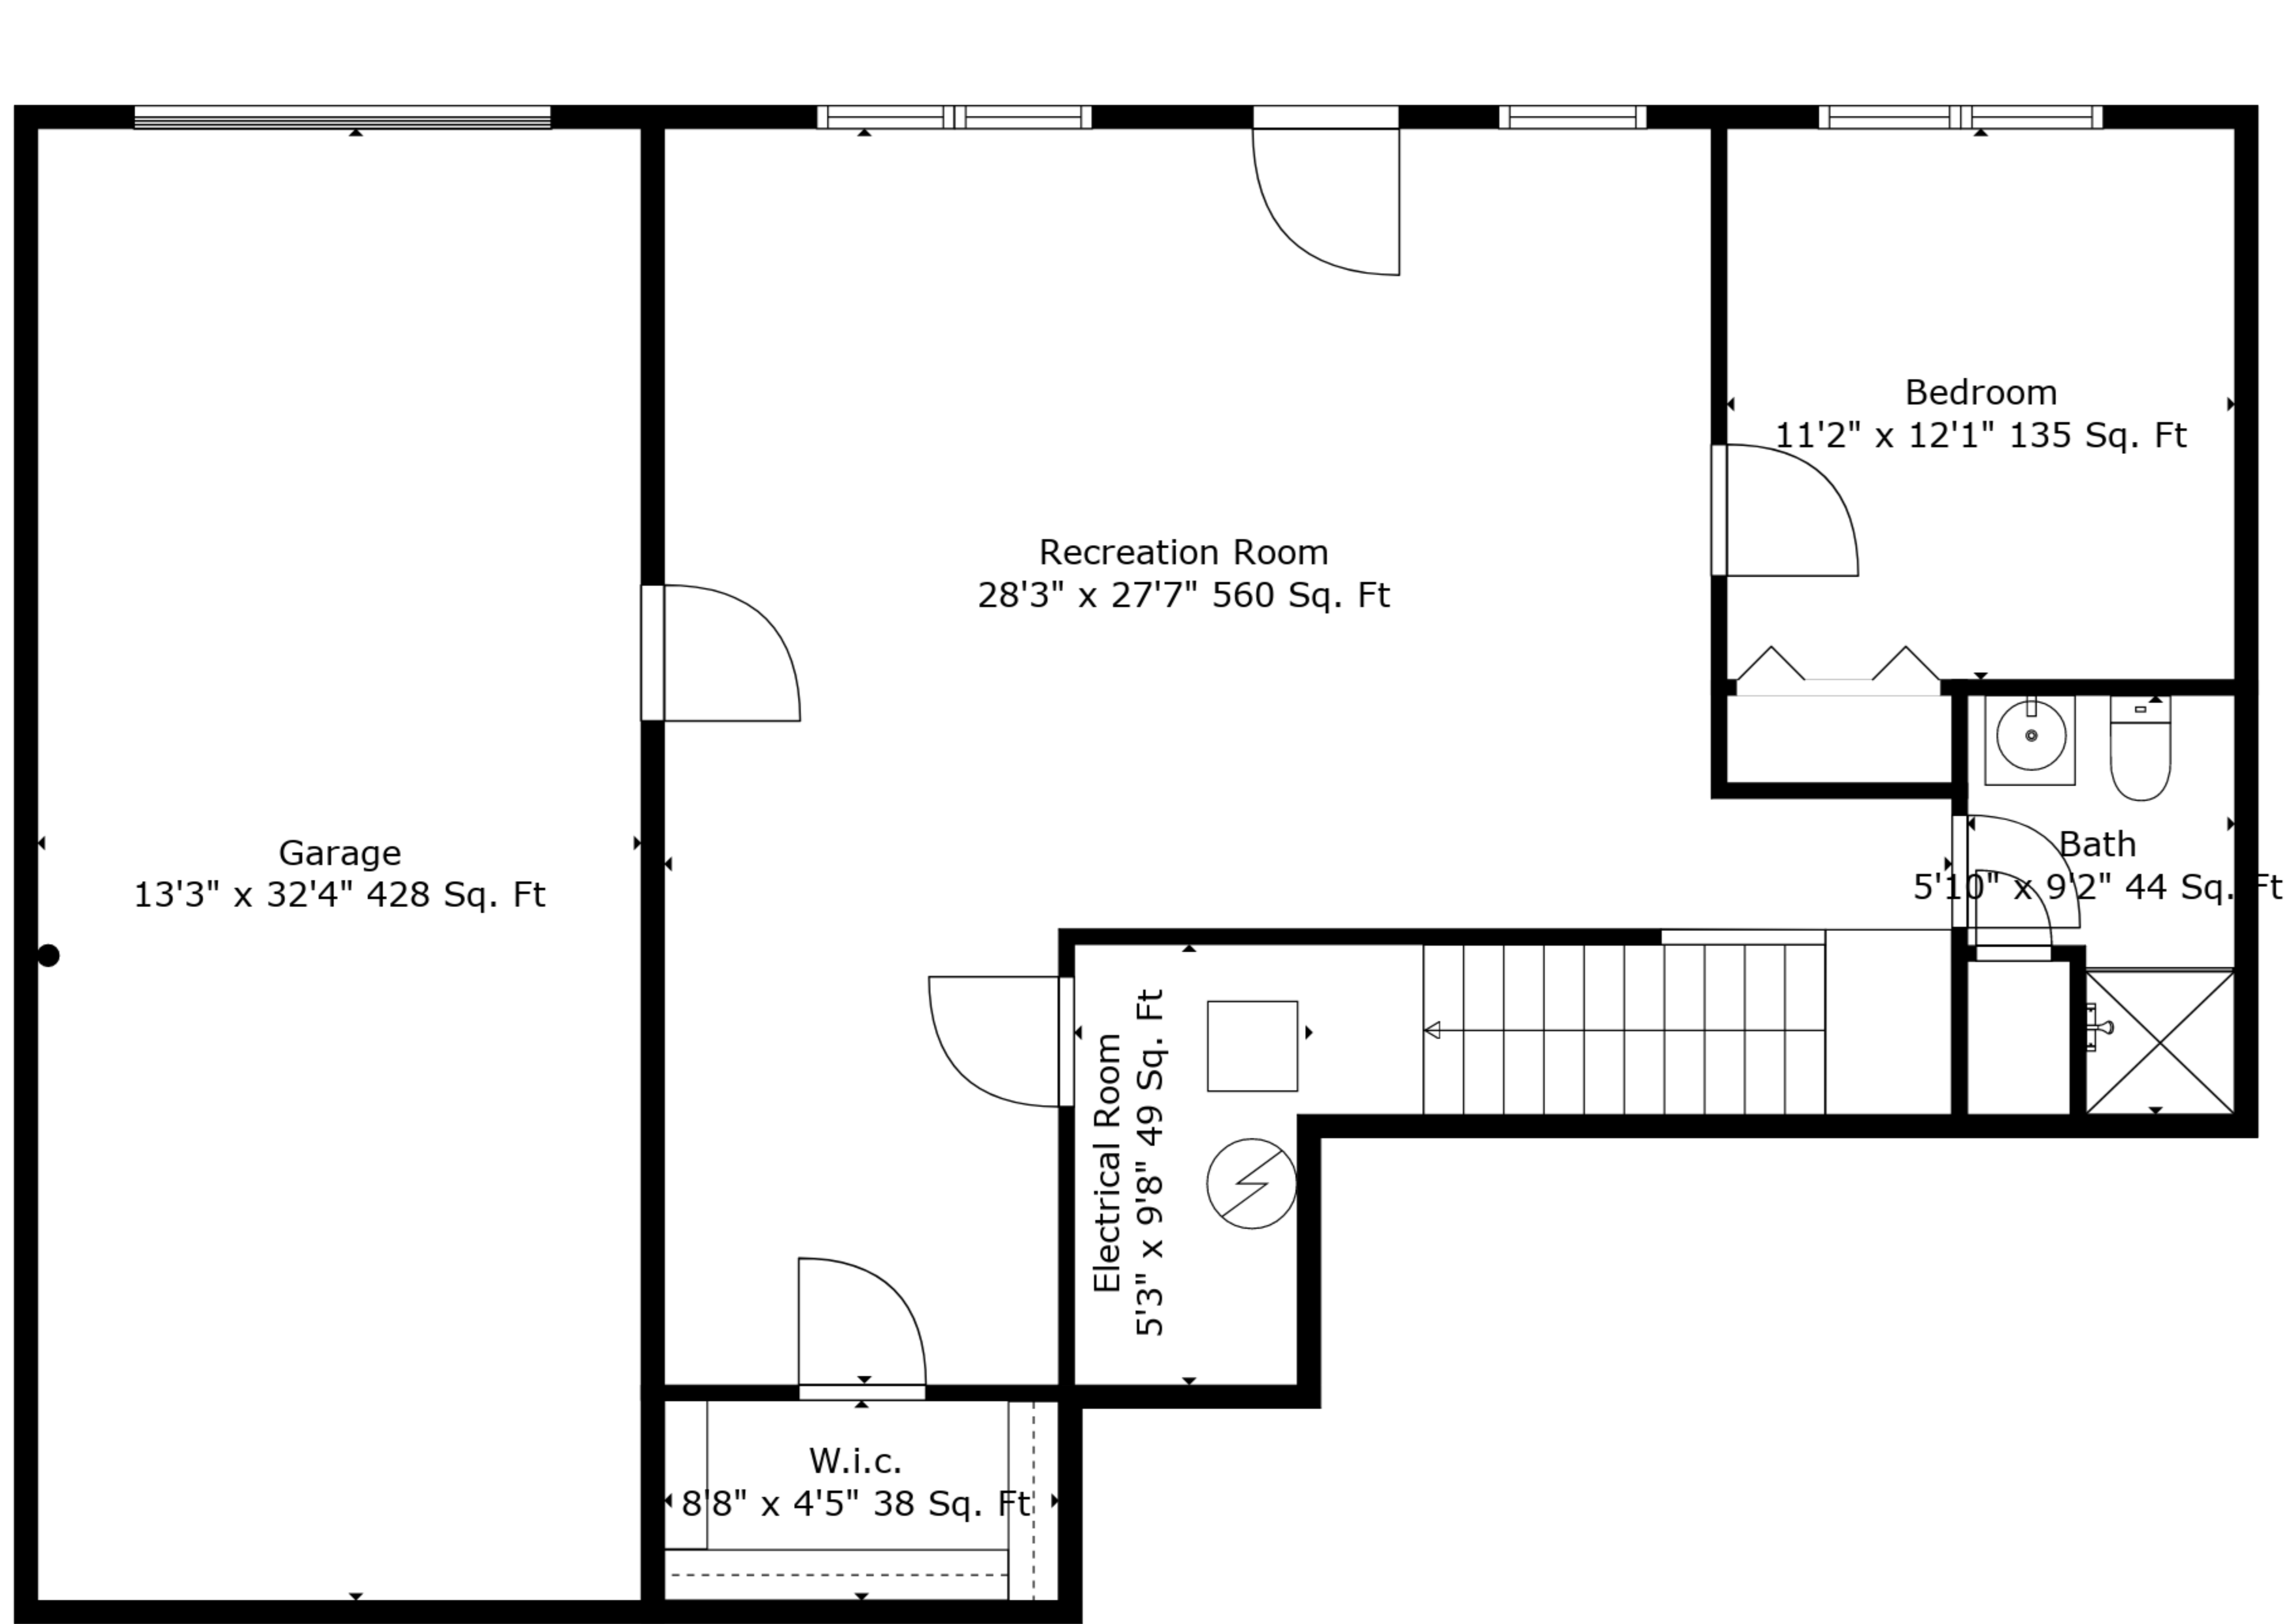 Bedroom
11'2" x 12'1" 135 Sq. Ft
Recreation Room
28'3" x 27'7" 560 Sq. Ft
Garage
13'3" x 32'4" 428 Sq. Ft
Bath
5'10" x 9'2" 44 Sq. Ft
Electrical Room
5'3" x 9'8" 49 Sq. Ft
W.i.c.
8'8" x 4'5" 38 Sq. Ft